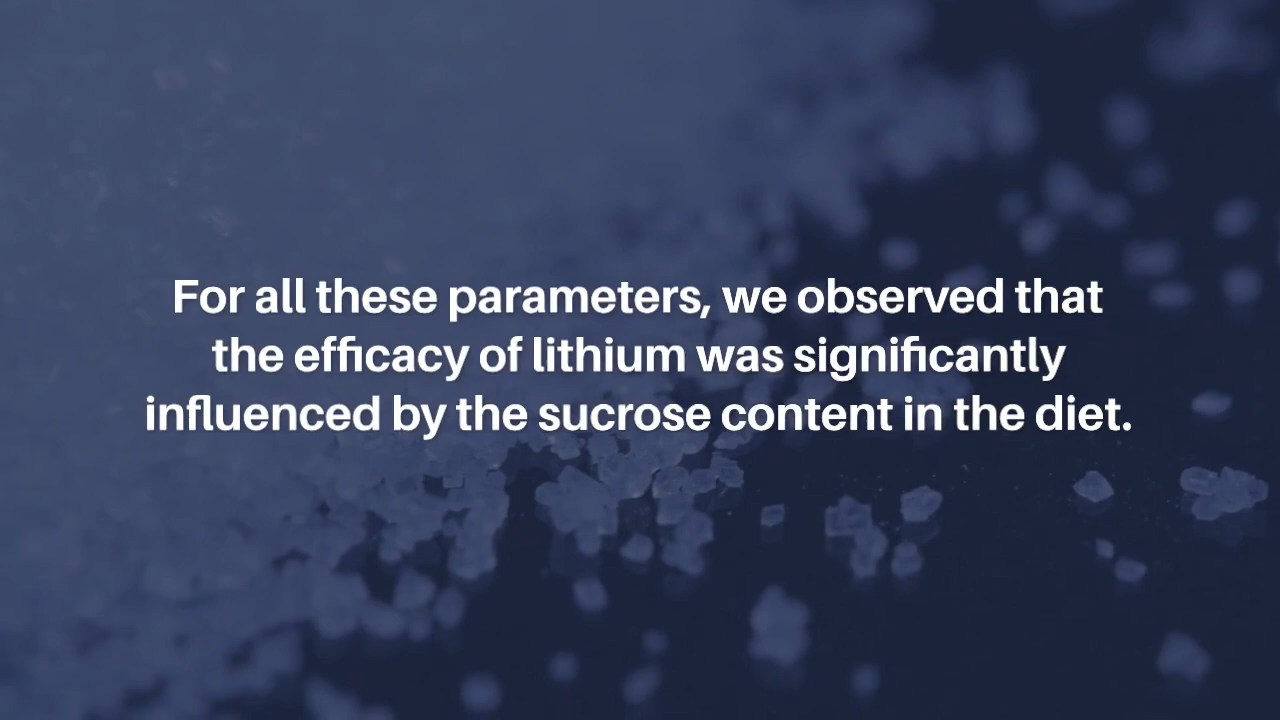 For all these parameters, we observed that
the efficacy of lithium was significantly
influenced by the sucrose content in the diet.